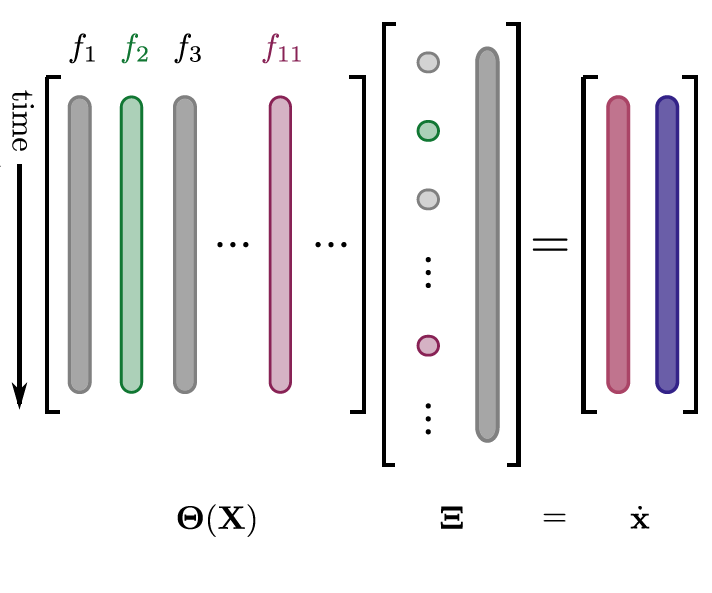 f₁ f₂ f₃ f₁₁
time
... ... =
Θ(X) Ξ = ẋ